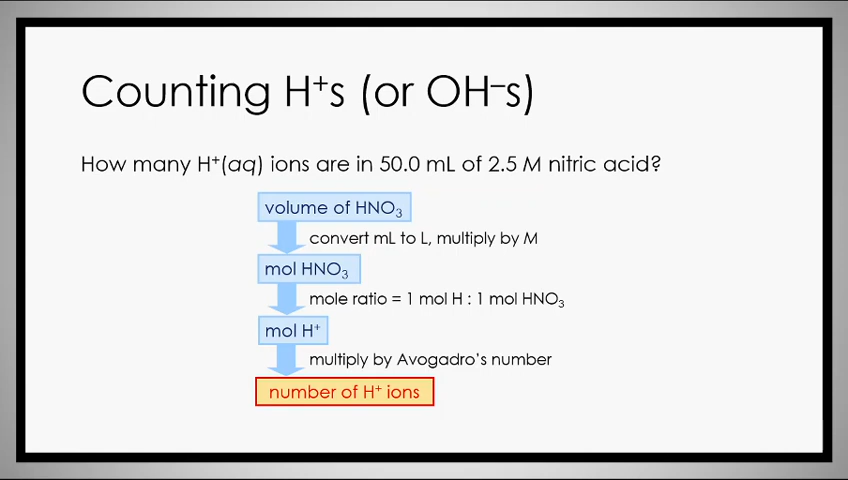 Counting H⁺s (or OH⁻s)
How many H⁺(aq) ions are in 50.0 mL of 2.5 M nitric acid?
volume of HNO₃
convert mL to L, multiply by M
mol HNO₃
mole ratio = 1 mol H : 1 mol HNO₃
mol H⁺
multiply by Avogadro’s number
number of H⁺ ions